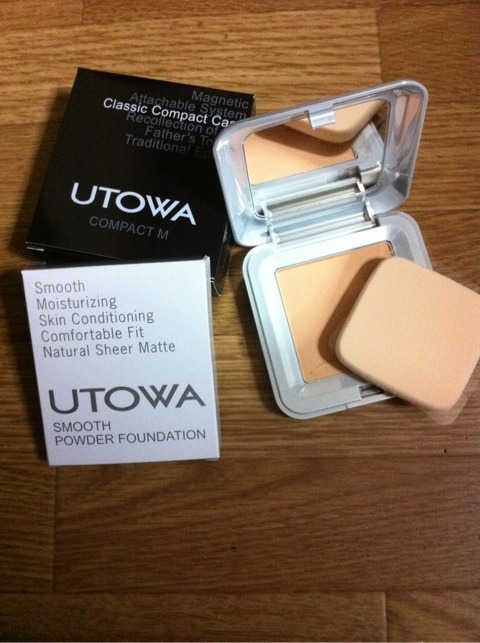 Magnetic
Attachable System
Classic Compact Case
Recollection of
Father's
Traditional
UTOWA
COMPACT M
Smooth
Moisturizing
Skin Conditioning
Comfortable Fit
Natural Sheer Matte
UTOWA
SMOOTH
POWDER FOUNDATION